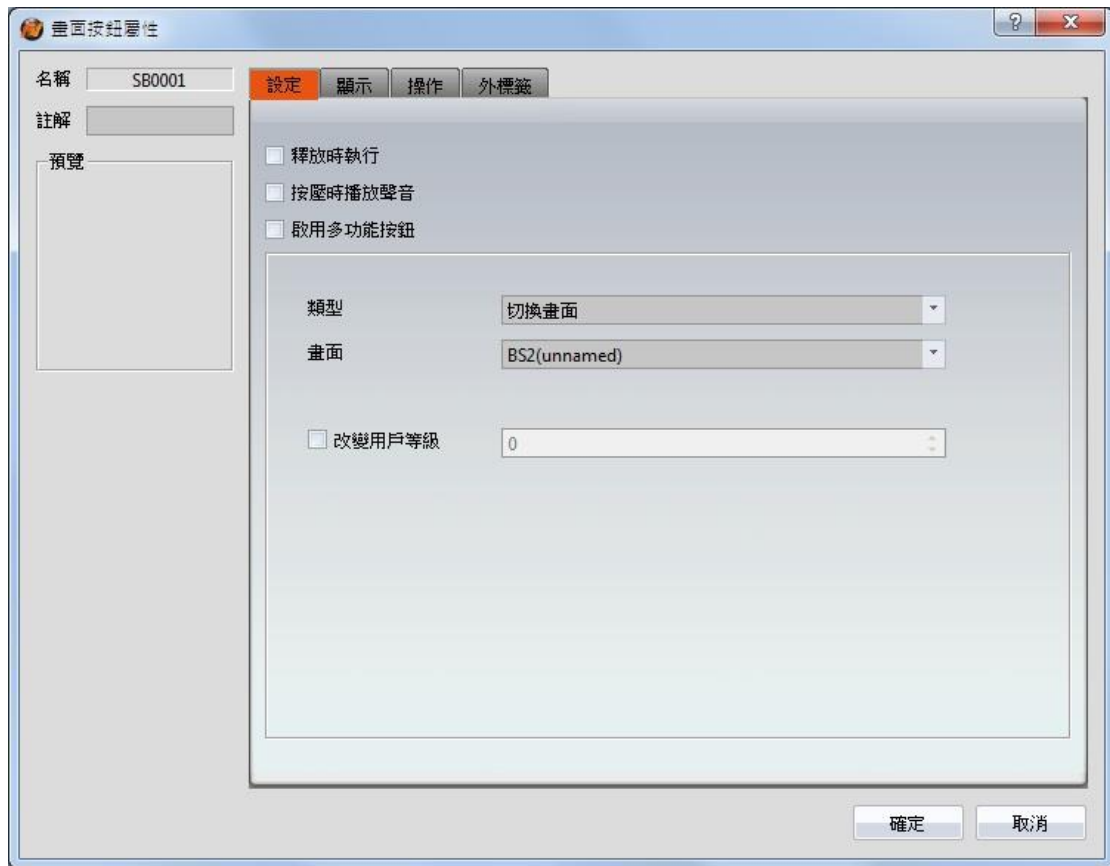 畫面按鈕屬性
名稱 SB0001
註解
預覽
設定 顯示 操作 外標籤
釋放時執行
按壓時播放聲音
啟用多功能按鈕
類型 切換畫面
畫面 BS2(unnamed)
改變用戶等級 0
確定 取消